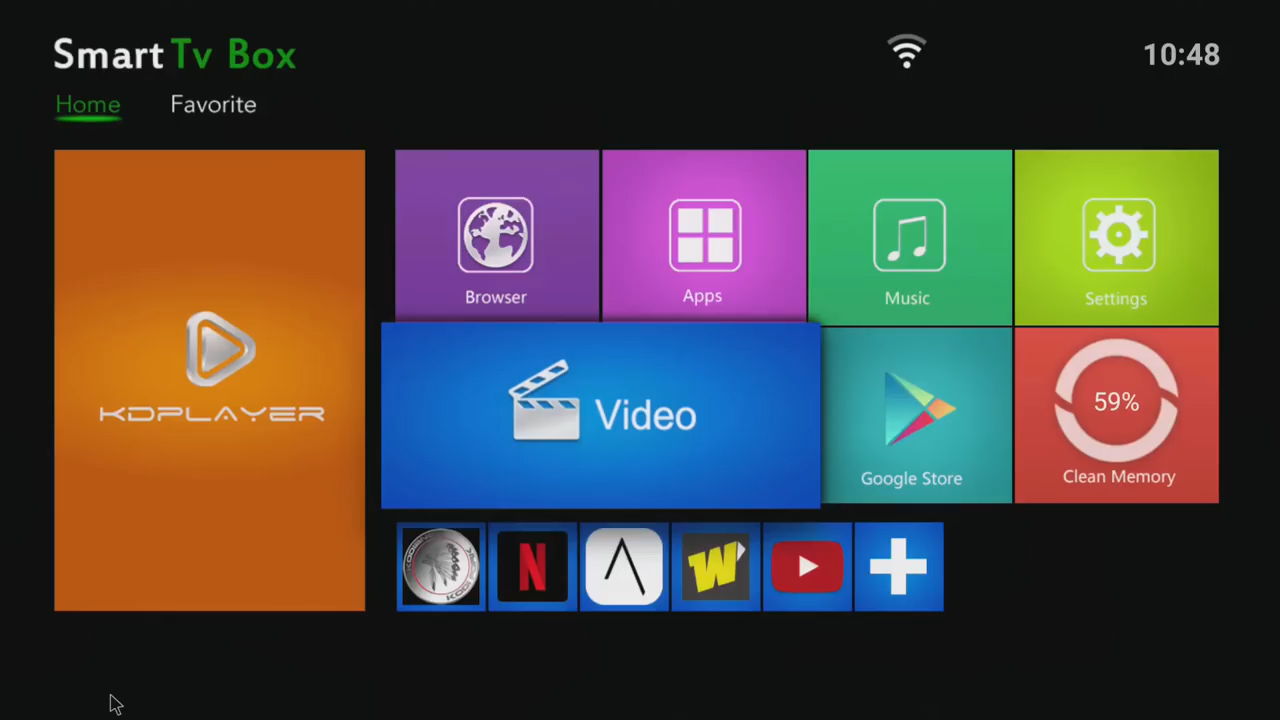 Smart Tv Box
10:48
Home
Favorite
KDPLAYER
Browser
Apps
Music
Settings
Video
Google Store
59%
Clean Memory
N
W